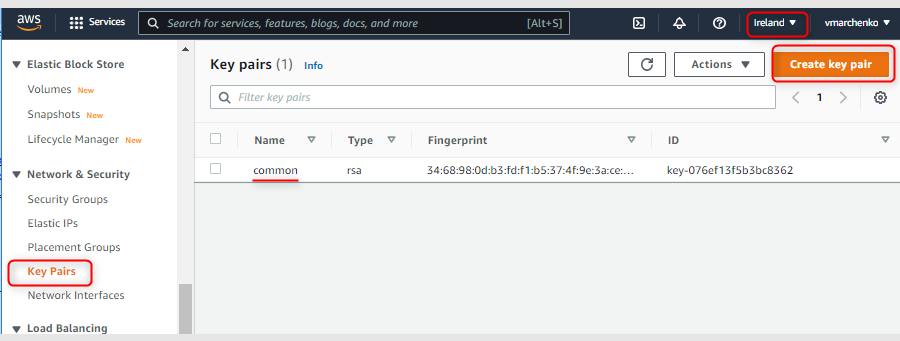 aws Services Search for services, features, blogs, docs, and more [Alt+S] Ireland ▼ vmarchenko ▼
Elastic Block Store
Volumes New
Snapshots New
Lifecycle Manager New
Network & Security
Security Groups
Elastic IPs
Placement Groups
Key Pairs
Network Interfaces
Load Balancing
Key pairs (1) Info Actions ▼ Create key pair
Filter key pairs 1
Name Type Fingerprint ID
common rsa 34:68:98:0d:b3:fd:f1:b5:37:4f:9e:3a:ce:... key-076ef13f5b3bc8362